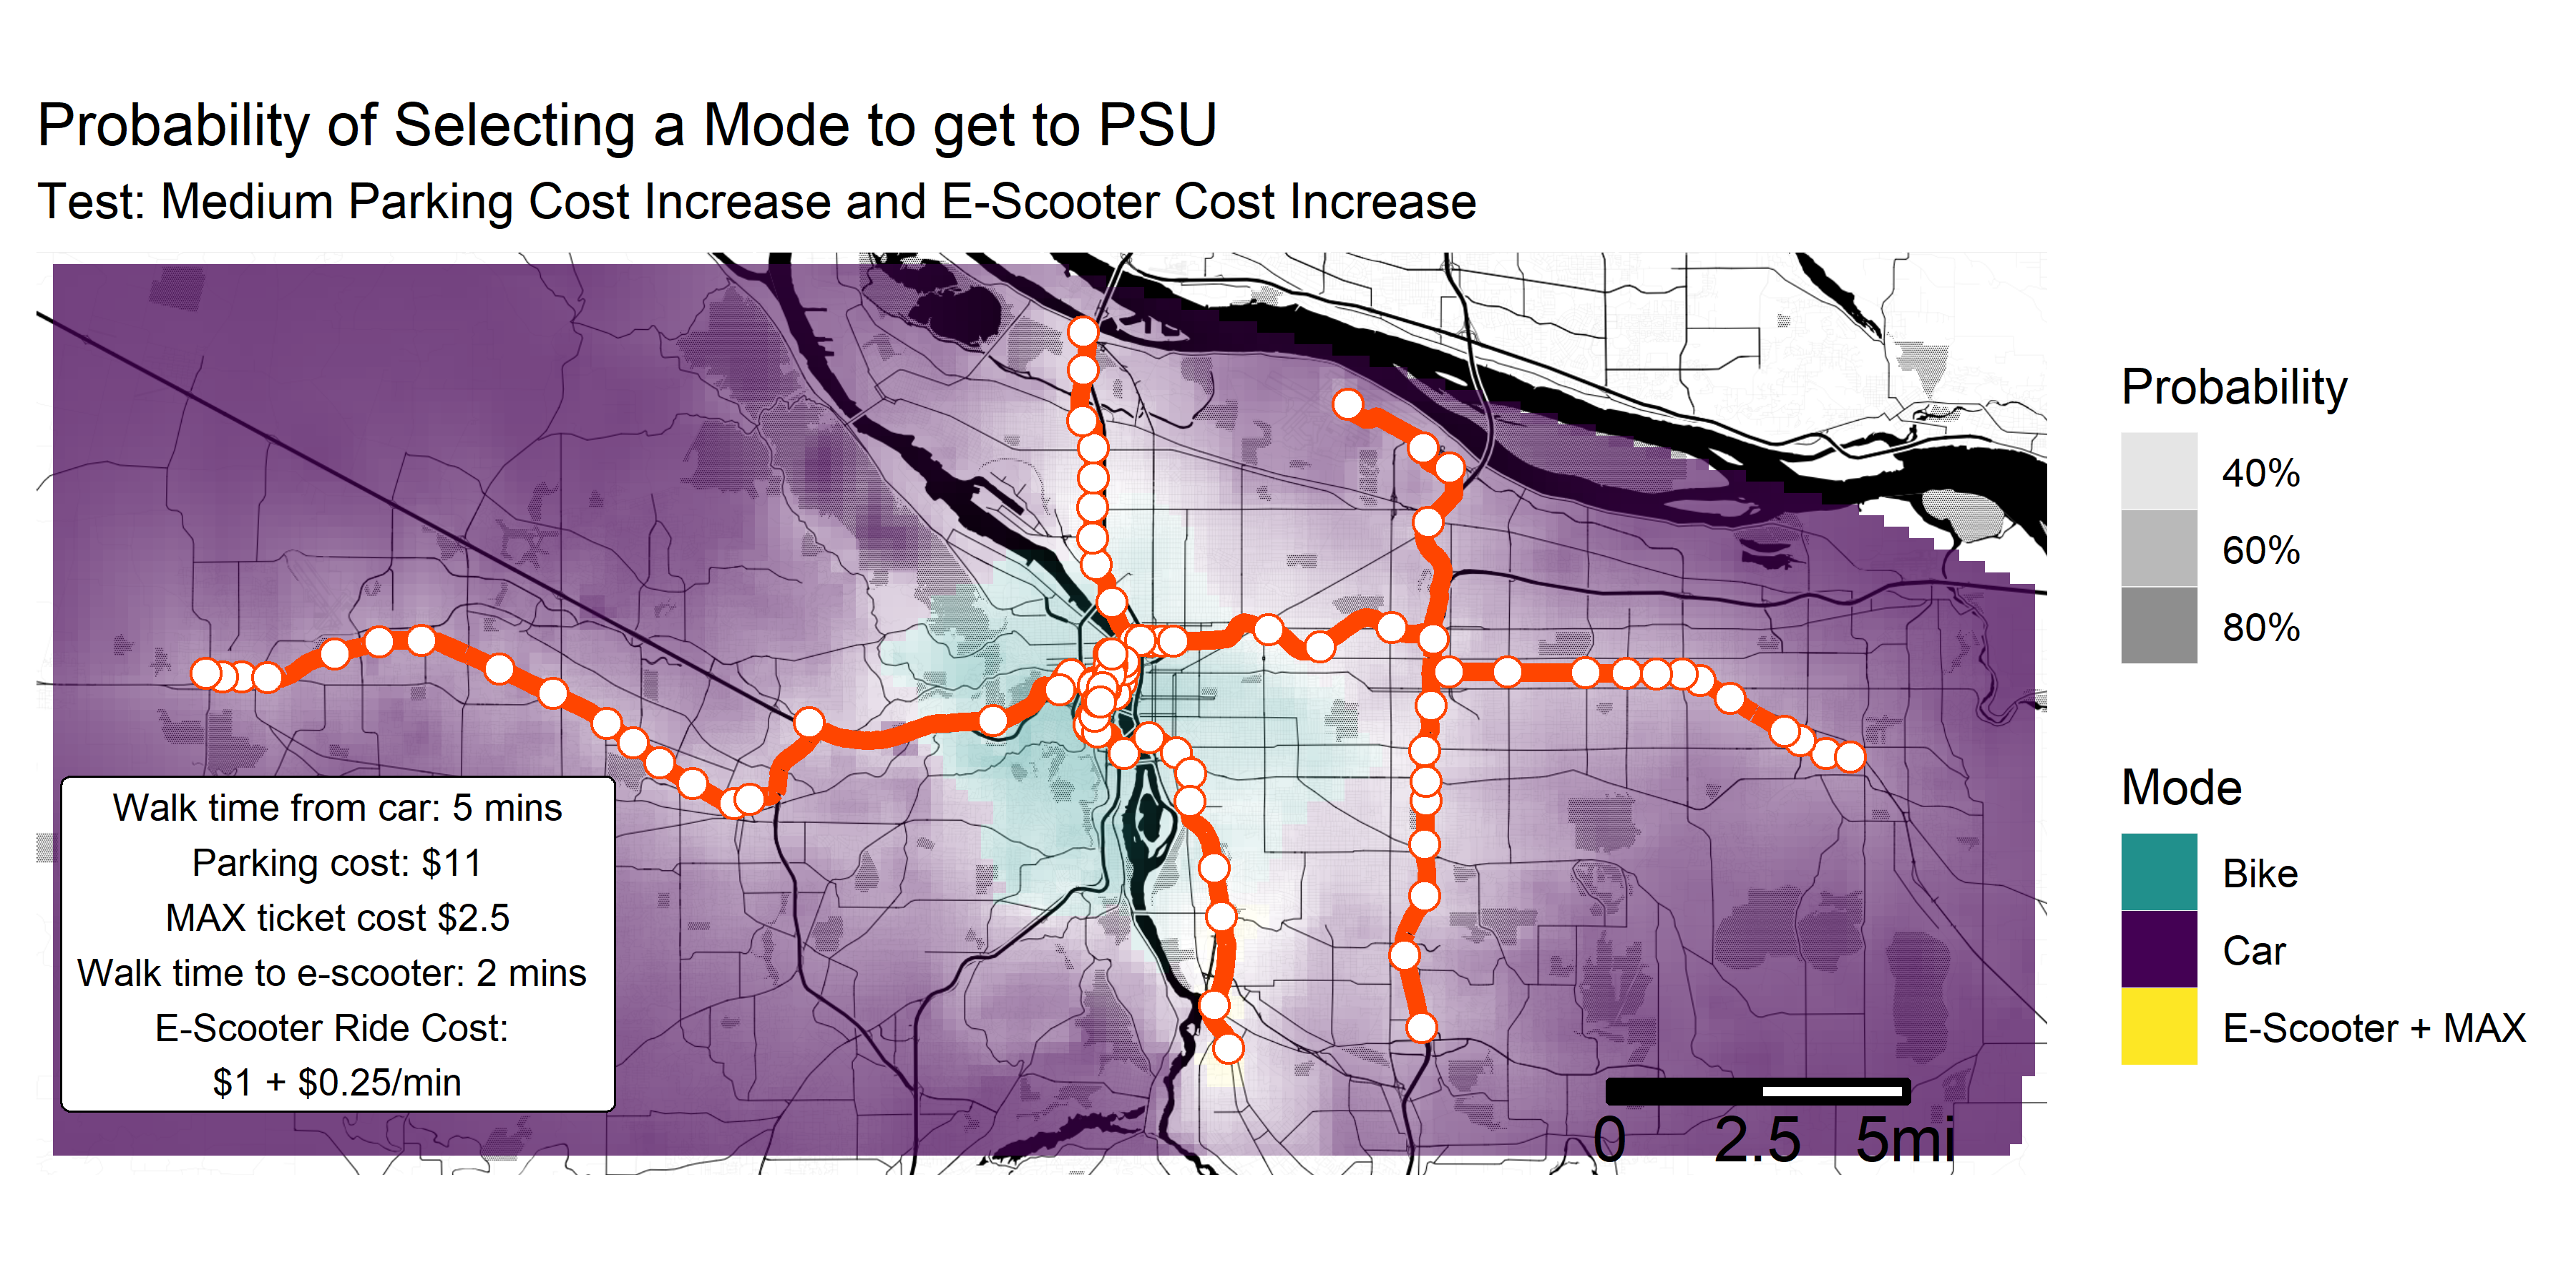 Probability of Selecting a Mode to get to PSU
Test: Medium Parking Cost Increase and E-Scooter Cost Increase
Walk time from car: 5 mins
Parking cost: $11
MAX ticket cost $2.5
Walk time to e-scooter: 2 mins
E-Scooter Ride Cost:
$1 + $0.25/min
0 2.5 5mi
Probability
40%
60%
80%
Mode
Bike
Car
E-Scooter + MAX